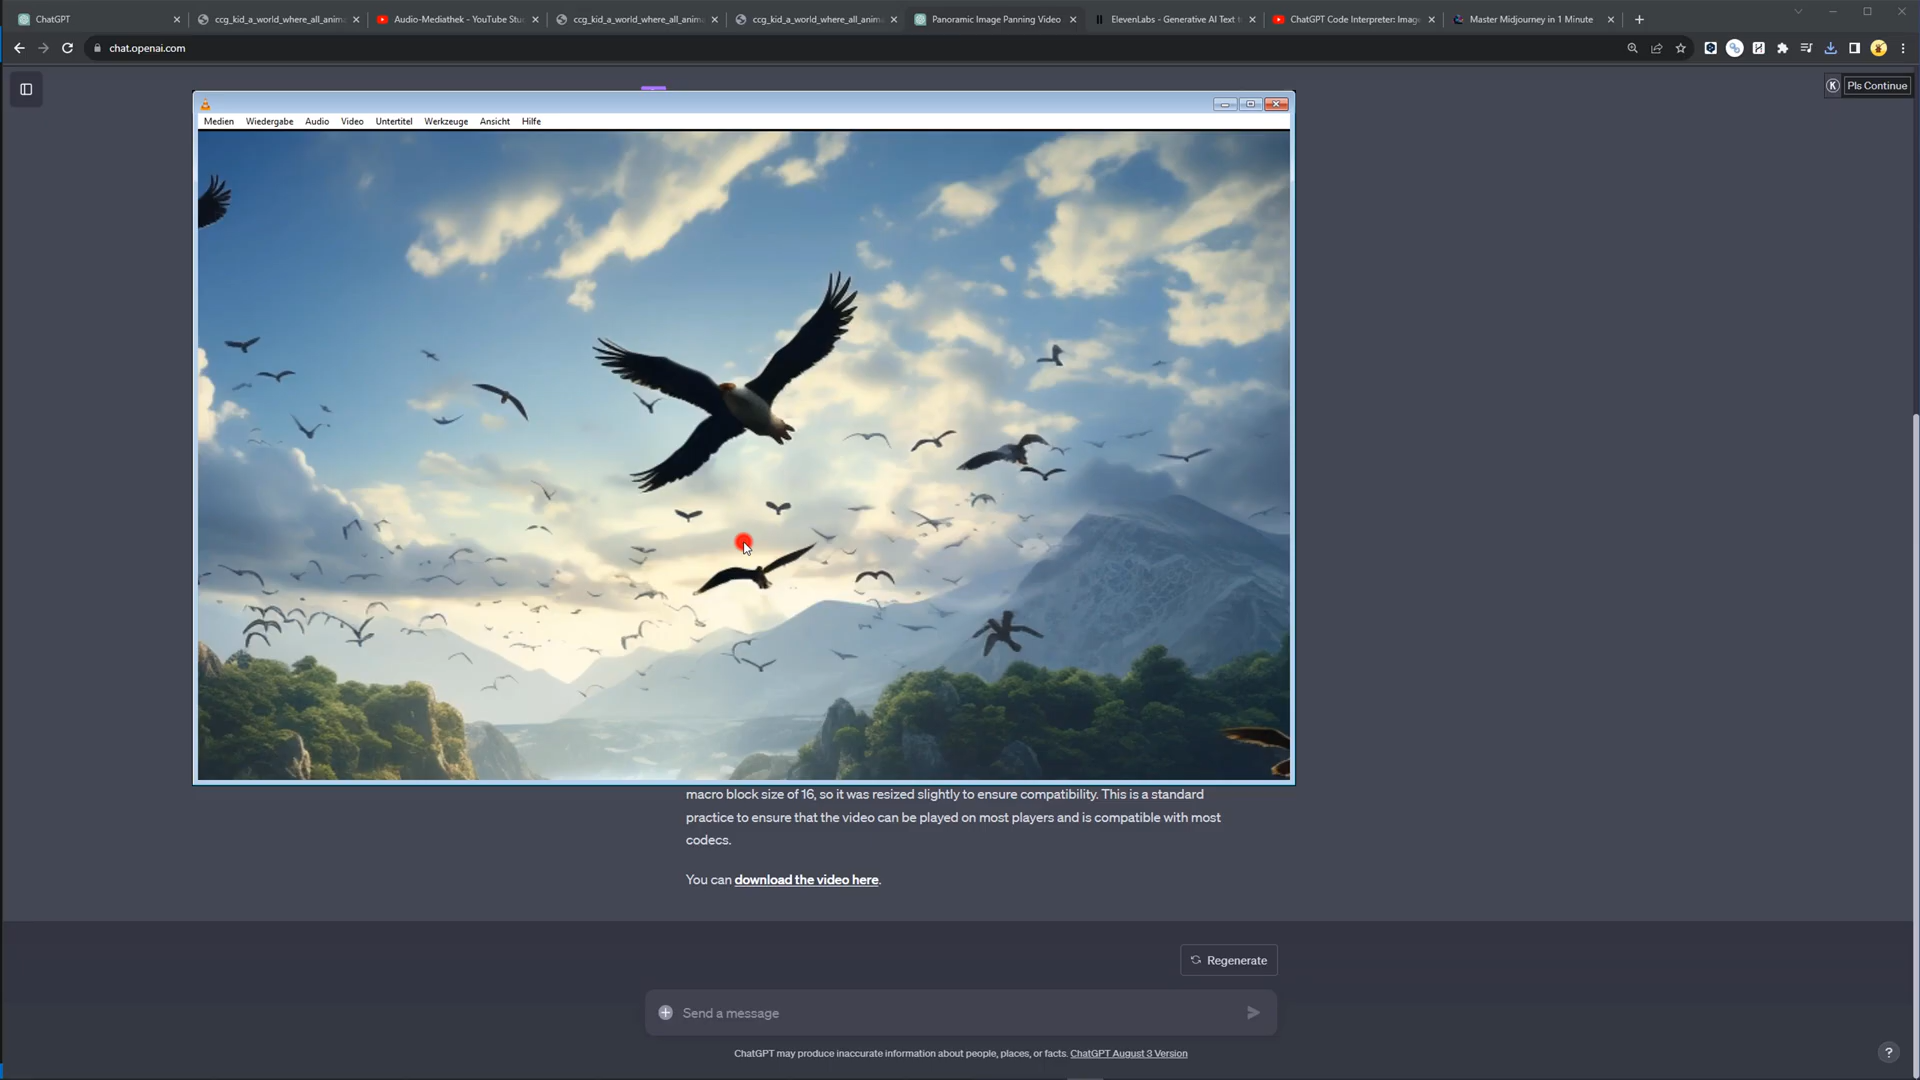 ChatGPT
ccg_kid_a_world_where_all_anima
Audio-Mediathek - YouTube Stu
ccg_kid_a_world_where_all_anima
ccg_kid_a_world_where_all_anima
Panoramic Image Panning Video
ElevenLabs - Generative AI Text t
ChatGPT Code Interpreter: Imag
Master Midjourney in 1 Minute
chat.openai.com
K Pls Continue
Medien Wiedergabe Audio Video Untertitel Werkzeuge Ansicht Hilfe
macro block size of 16, so it was resized slightly to ensure compatibility. This is a standard
practice to ensure that the video can be played on most players and is compatible with most
codecs.
You can download the video here.
Regenerate
Send a message
ChatGPT may produce inaccurate information about people, places, or facts. ChatGPT August 3 Version
?